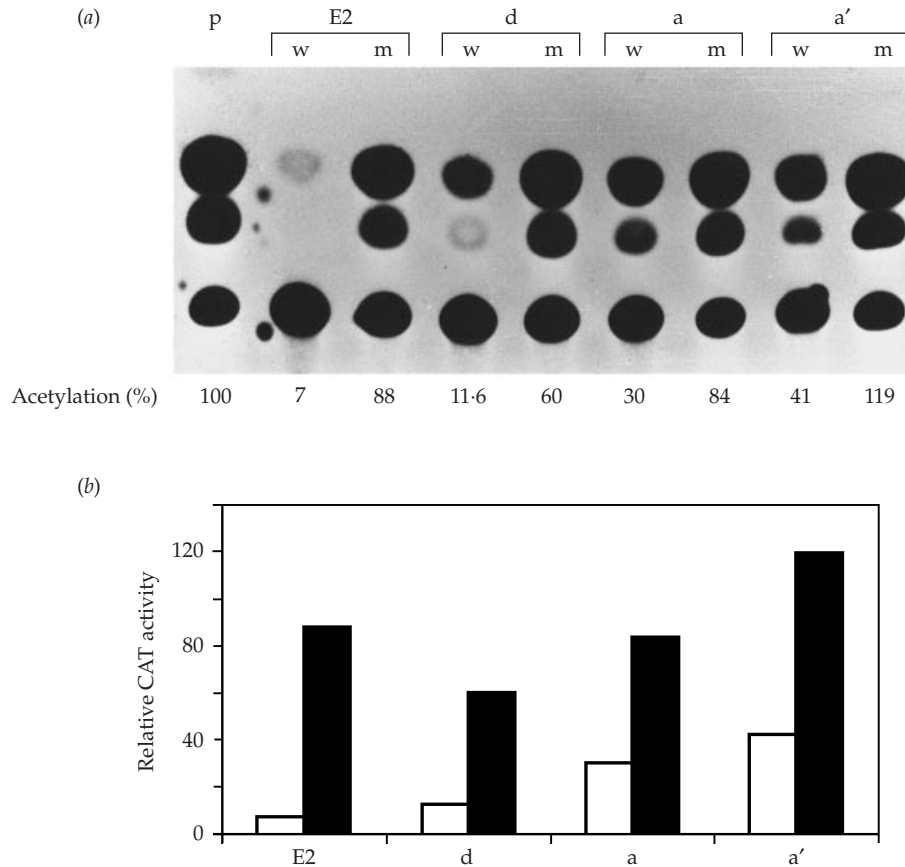 (a)
p E2 d a a′
w m w m w m w m
Acetylation (%) 100 7 88 11·6 60 30 84 41 119
(b)
Relative CAT activity
120
80
40
0
E2 d a a′